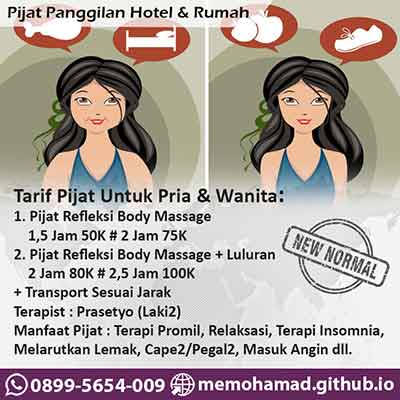 Pijat Panggilan Hotel & Rumah
Tarif Pijat Untuk Pria & Wanita:
1. Pijat Refleksi Body Massage
1,5 Jam 50K # 2 Jam 75K
2. Pijat Refleksi Body Massage + Luluran
2 Jam 80K # 2,5 Jam 100K
+ Transport Sesuai Jarak
Terapist : Prasetyo (Laki2)
Manfaat Pijat : Terapi Promil, Relaksasi, Terapi Insomnia,
Melarutkan Lemak, Cape2/Pegal2, Masuk Angin dll.
NEW NORMAL
0899-5654-009 memohamad.github.io